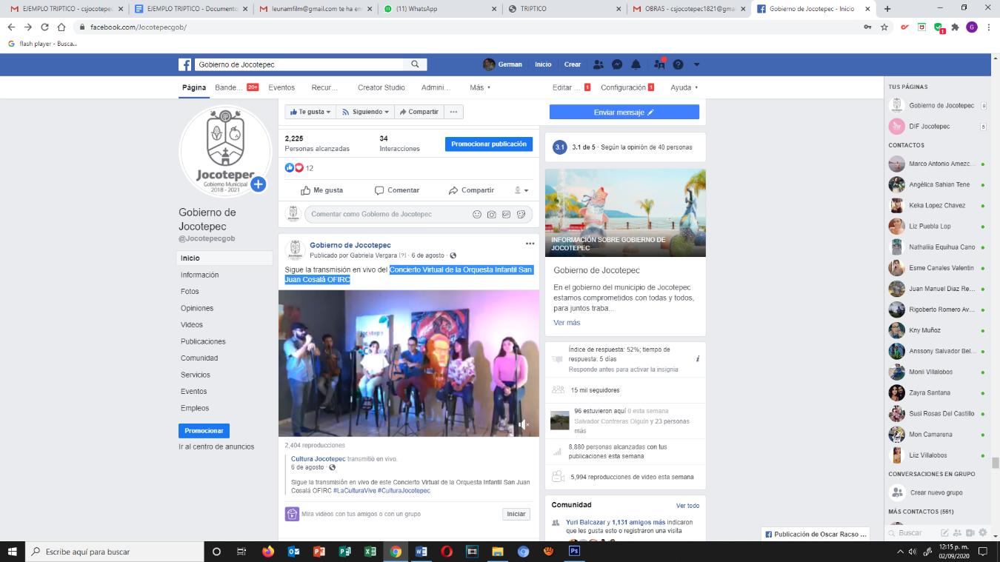 EJEMPLO TRIPTICO - csjocotepec
EJEMPLO TRIPTICO - Documento
leunamfilm@gmail.com te ha en
(11) WhatsApp
TRIPTICO
OBRAS - csjocotepec1821@gma
Gobierno de Jocotepec - Inicio
facebook.com/Jocotepecgob/
flash player - Busca...
Gobierno de Jocotepec
German
Inicio
Crear
Página
Bande... 20+
Eventos
Recur...
Creator Studio
Admini...
Más
Editar ... 1
Configuración 1
Ayuda
Jocotepec
Gobierno Municipal
2018 - 2021
Gobierno de
Jocotepec
@Jocotepecgob
Inicio
Información
Fotos
Opiniones
Videos
Publicaciones
Comunidad
Servicios
Eventos
Empleos
Promocionar
Ir al centro de anuncios
Te gusta
Siguiendo
Compartir
Enviar mensaje
2,225
Personas alcanzadas
34
Interacciones
Promocionar publicación
12
Me gusta
Comentar
Compartir
Comentar como Gobierno de Jocotepec
Gobierno de Jocotepec
Publicado por Gabriela Vergara [?] · 6 de agosto ·
Sigue la transmisión en vivo del Concierto Virtual de la Orquesta Infantil San
Juan Cosalá OFIRC
2,404 reproducciones
Cultura Jocotepec transmitió en vivo.
6 de agosto ·
Sigue la transmisión en vivo de este Concierto Virtual de la Orquesta Infantil San Juan
Cosalá OFIRC #LaCulturaVive #CulturaJocotepec
Mira videos con tus amigos o con un grupo
Iniciar
3.1
3.1 de 5 · Según la opinión de 40 personas
INFORMACIÓN SOBRE GOBIERNO DE
JOCOTEPEC
Gobierno de Jocotepec
En el gobierno del municipio de Jocotepec
estamos comprometidos con todas y todos,
para juntos traba...
Ver más
Índice de respuesta: 52%; tiempo de
respuesta: 5 días
Responde antes para activar la insignia
15 mil seguidores
96 estuvieron aquí 0 esta semana
Salvador Contreras Olguín y 23 personas
más
8,880 personas alcanzadas con tus
publicaciones esta semana
5,994 reproducciones de video esta semana
Comunidad
Ver todo
Yuri Balcazar y 1,131 amigos más indicaron
que les gusta esto o registraron una visita
TUS PÁGINAS
Gobierno de Jocotepec 9
DIF Jocotepec
CONTACTOS
Marco Antonio Amezc...
Angélica Sahian Tene
Keka Lopez Chavez
Liz Puebla Lop
Nathaliia Equihua Cano
Esme Canales Valentin
Juan Manuel Diaz Re...
Rigoberto Romero Av...
Kny Muñoz
Anssony Salvador Bel...
Monii Villalobos
Zayra Santana
Susi Rosas Del Castillo
Mon Camarena
Liiz Villalobos
CONVERSACIONES EN GRUPO
Crear nuevo grupo
MÁS CONTACTOS (561)
Buscar
Publicación de Oscar Racso ...
Escribe aquí para buscar
12:15 p. m.
02/09/2020